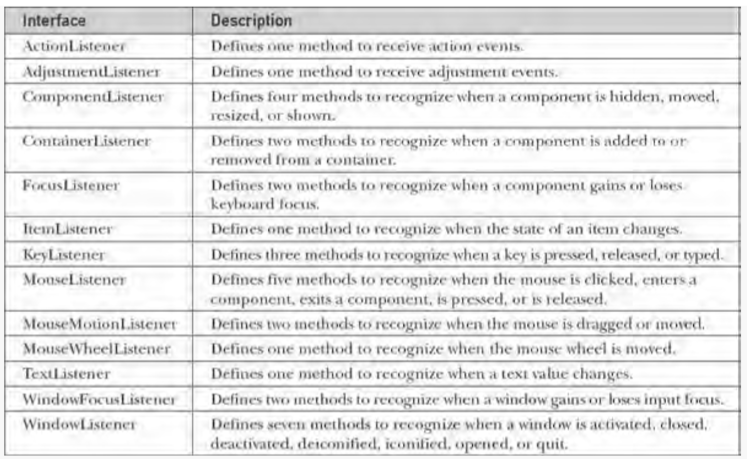 Interface Description
ActionListener Defines one method to receive action events.
AdjustmentListener Defines one method to receive adjustment events.
ComponentListener Defines four methods to recognize when a component is hidden, moved,
resized, or shown.
ContainerListener Defines two methods to recognize when a component is added to or
removed from a container.
FocusListener Defines two methods to recognize when a component gains or loses
keyboard focus.
ItemListener Defines one method to recognize when the state of an item changes.
KeyListener Defines three methods to recognize when a key is pressed, released, or typed.
MouseListener Defines five methods to recognize when the mouse is clicked, enters a
component, exits a component, is pressed, or is released.
MouseMotionListener Defines two methods to recognize when the mouse is dragged or moved.
MouseWheelListener Defines one method to recognize when the mouse wheel is moved.
TextListener Defines one method to recognize when a text value changes.
WindowFocusListener Defines two methods to recognize when a window gains or loses input focus.
WindowListener Defines seven methods to recognize when a window is activated, closed,
deactivated, deiconified, iconified, opened, or quit.